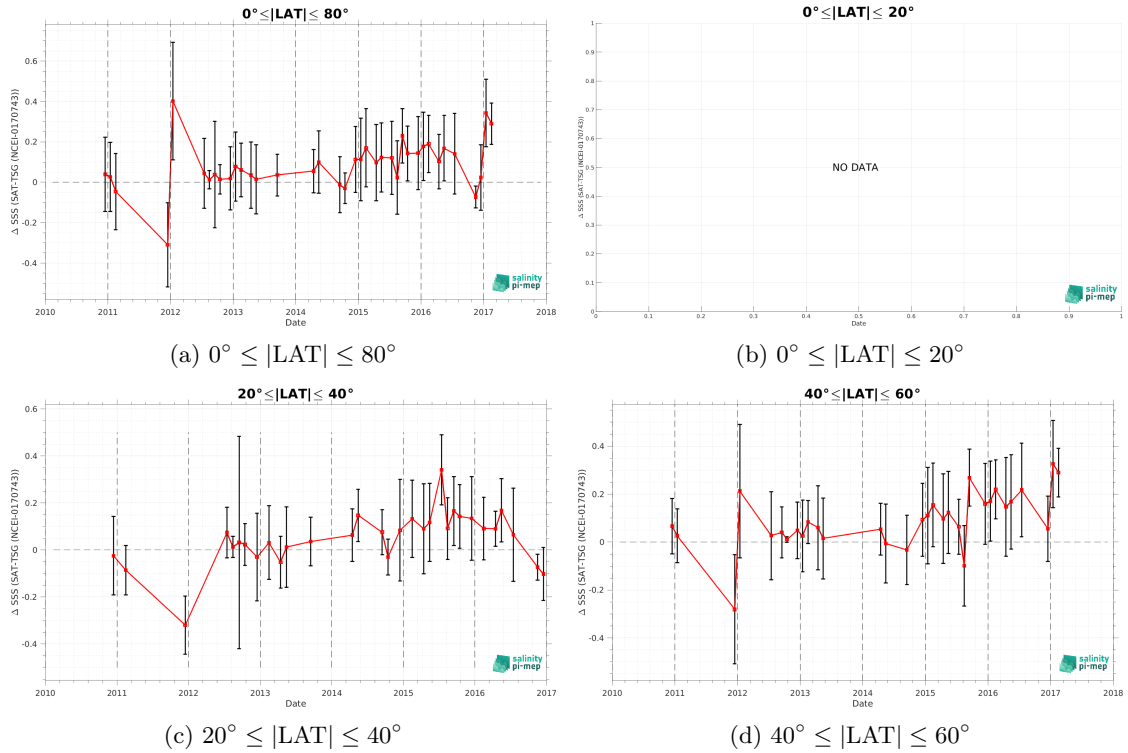 0°≤|LAT|≤ 80°
0.6
0.4
0.2
0
-0.2
-0.4
Δ SSS (SAT-TSG (NCEI-0170743))
2010 2011 2012 2013 2014 2015 2016 2017 2018
Date
salinity
pi-mep
(a) 0° ≤ |LAT| ≤ 80°
0°≤|LAT|≤ 20°
1
0.9
0.8
0.7
0.6
0.5
0.4
0.3
0.2
0.1
0
Δ SSS (SAT-TSG (NCEI-0170743))
NO DATA
0 0.1 0.2 0.3 0.4 0.5 0.6 0.7 0.8 0.9 1
Date
salinity
pi-mep
(b) 0° ≤ |LAT| ≤ 20°
20°≤|LAT|≤ 40°
0.6
0.4
0.2
0
-0.2
-0.4
Δ SSS (SAT-TSG (NCEI-0170743))
2010 2011 2012 2013 2014 2015 2016 2017
Date
salinity
pi-mep
(c) 20° ≤ |LAT| ≤ 40°
40°≤|LAT|≤ 60°
0.4
0.2
0
-0.2
-0.4
Δ SSS (SAT-TSG (NCEI-0170743))
2010 2011 2012 2013 2014 2015 2016 2017 2018
Date
salinity
pi-mep
(d) 40° ≤ |LAT| ≤ 60°